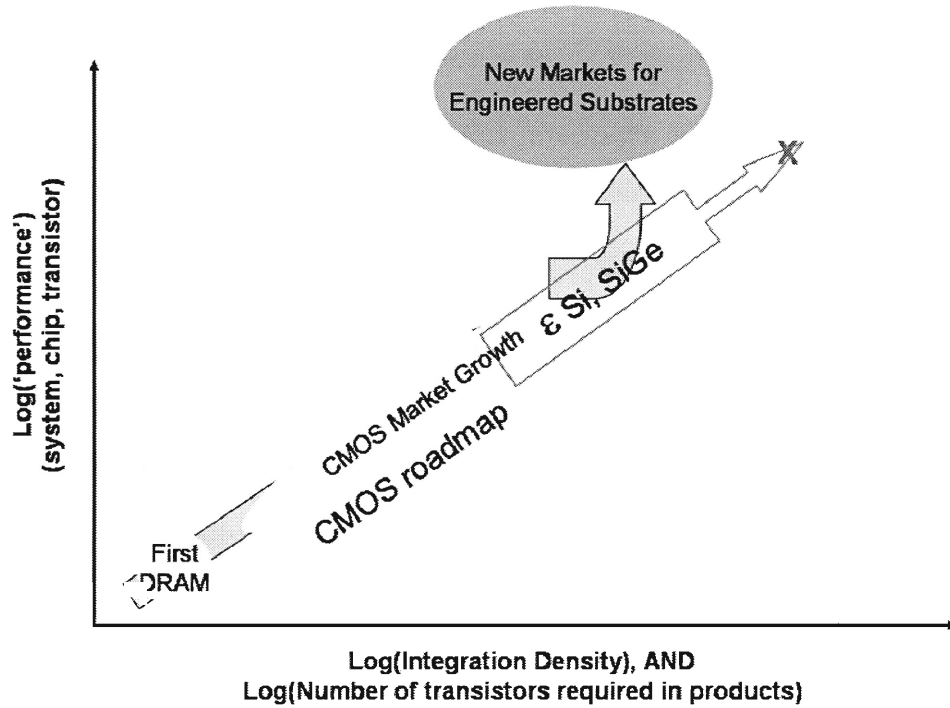 New Markets for
Engineered Substrates
X
Log('performance')
(system, chip, transistor)
ε Si, SiGe
CMOS Market Growth
CMOS roadmap
First
DRAM
Log(Integration Density), AND
Log(Number of transistors required in products)